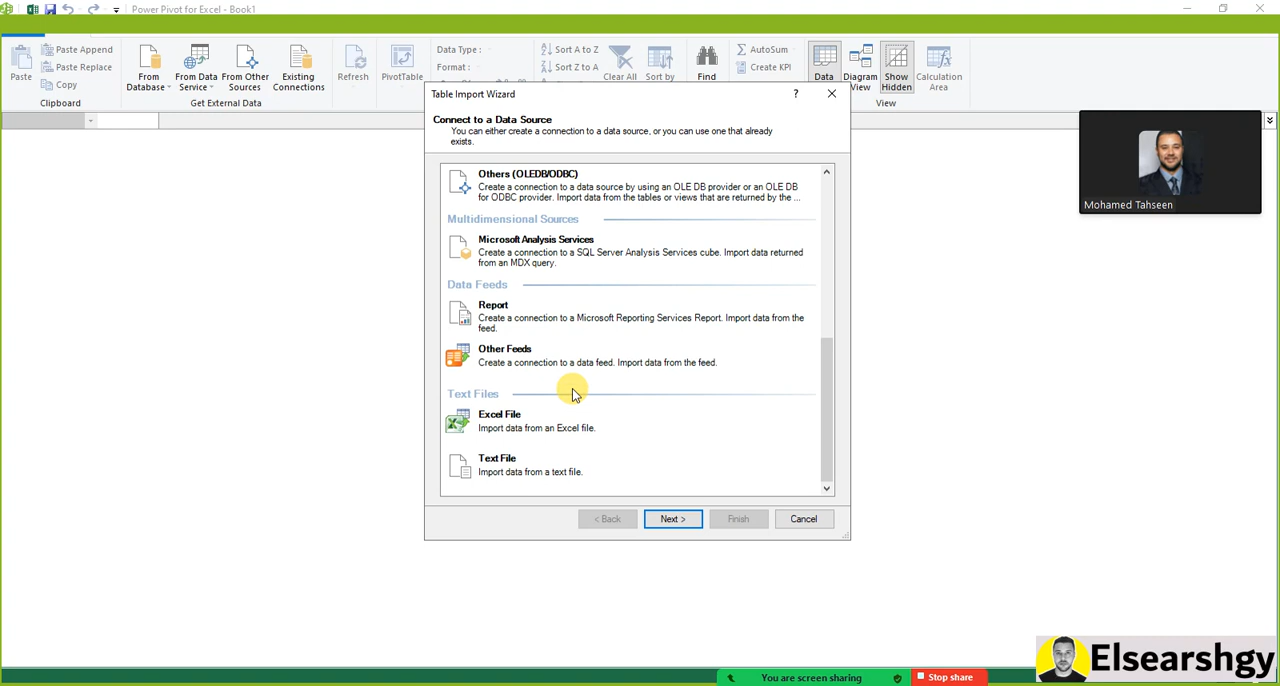 Power Pivot for Excel - Book1
Paste
Paste Append
Paste Replace
Copy
Clipboard
From Database
From Data Service
From Other Sources
Existing Connections
Get External Data
Refresh
PivotTable
Data Type :
Format :
Sort A to Z
Sort Z to A
Clear All
Sort by
Find
AutoSum
Create KPI
Data
Diagram View
Show Hidden
Calculation Area
View
Table Import Wizard
Connect to a Data Source
You can either create a connection to a data source, or you can use one that already
exists.
Others (OLEDB/ODBC)
Create a connection to a data source by using an OLE DB provider or an OLE DB
for ODBC provider. Import data from the tables or views that are returned by the ...
Multidimensional Sources
Microsoft Analysis Services
Create a connection to a SQL Server Analysis Services cube. Import data returned
from an MDX query.
Data Feeds
Report
Create a connection to a Microsoft Reporting Services Report. Import data from the
feed.
Other Feeds
Create a connection to a data feed. Import data from the feed.
Text Files
Excel File
Import data from an Excel file.
Text File
Import data from a text file.
< Back
Next >
Finish
Cancel
Mohamed Tahseen
You are screen sharing
Stop share
Elsearshgy